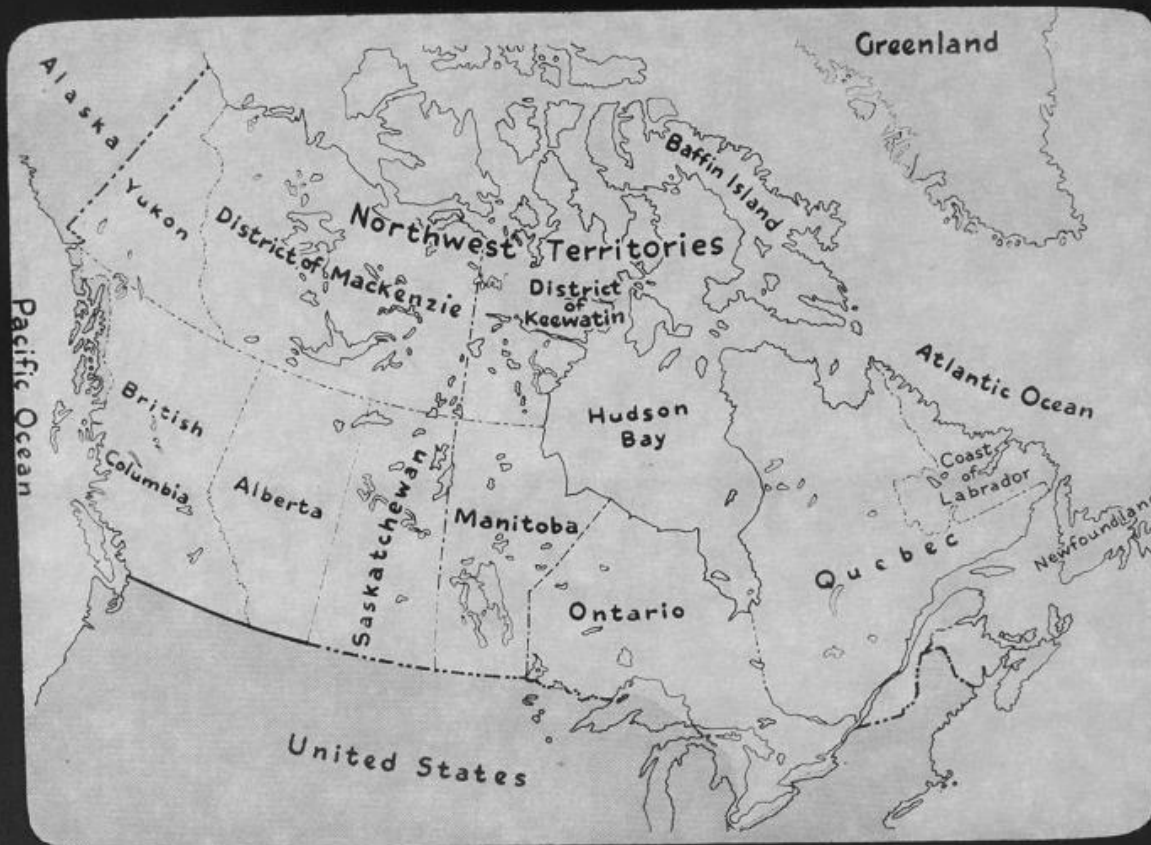 Greenland
Alaska
Baffin Island
Yukon
Northwest Territories
District of Mackenzie
District
of
Keewatin
Pacific Ocean
Atlantic Ocean
British
Columbia
Hudson
Bay
Alberta
Saskatchewan
Manitoba
Coast
of
Labrador
Newfoundland
Quebec
Ontario
United States